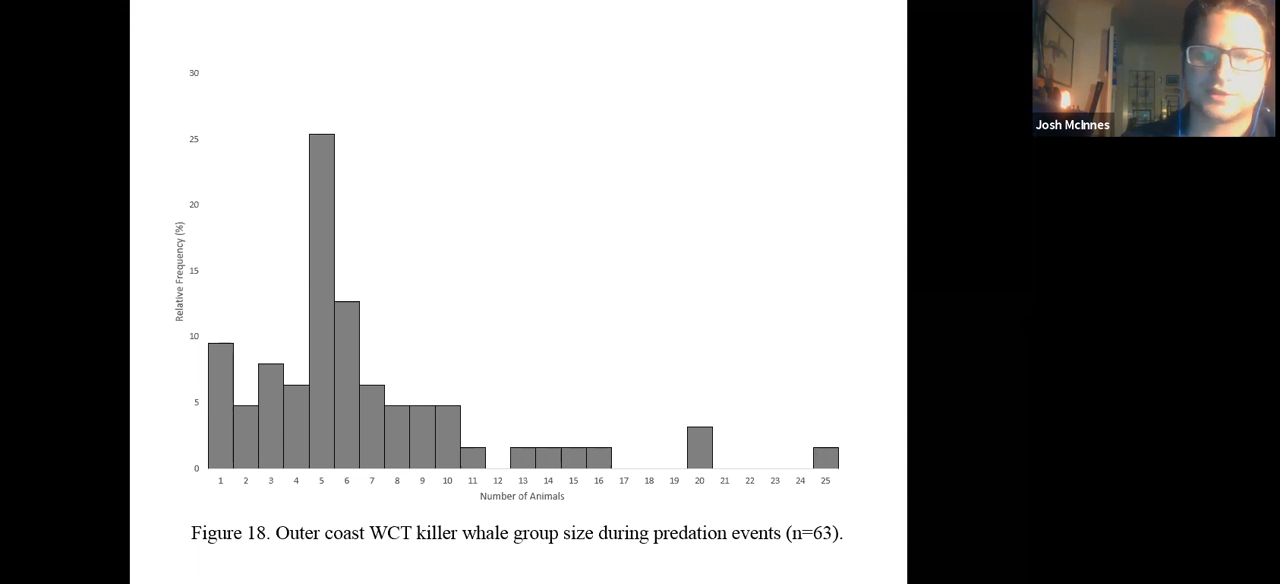 Josh McInnes
30
25
20
15
10
5
0
Relative Frequency (%)
1 2 3 4 5 6 7 8 9 10 11 12 13 14 15 16 17 18 19 20 21 22 23 24 25
Number of Animals
Figure 18. Outer coast WCT killer whale group size during predation events (n=63).